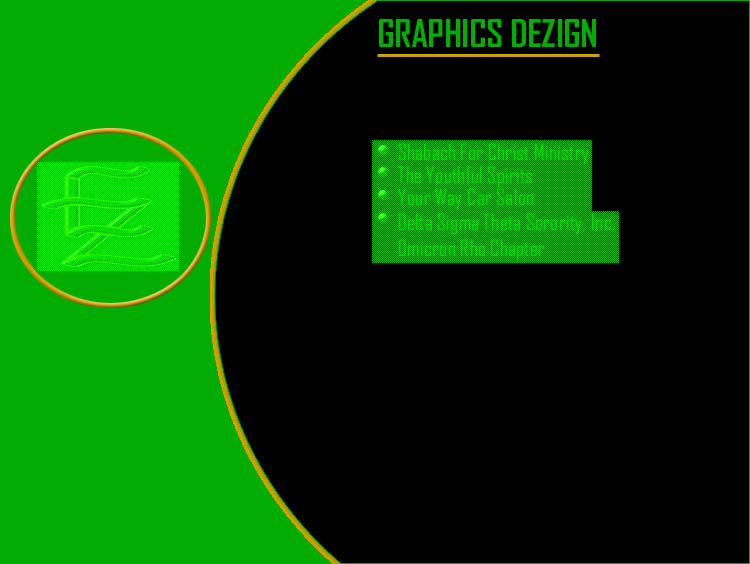 GRAPHICS DEZIGN
Shabach For Christ Ministry
The Youthful Spirits
Your Way Car Salon
Delta Sigma Theta Sorority, Inc.
Omicron Rho Chapter
EZ